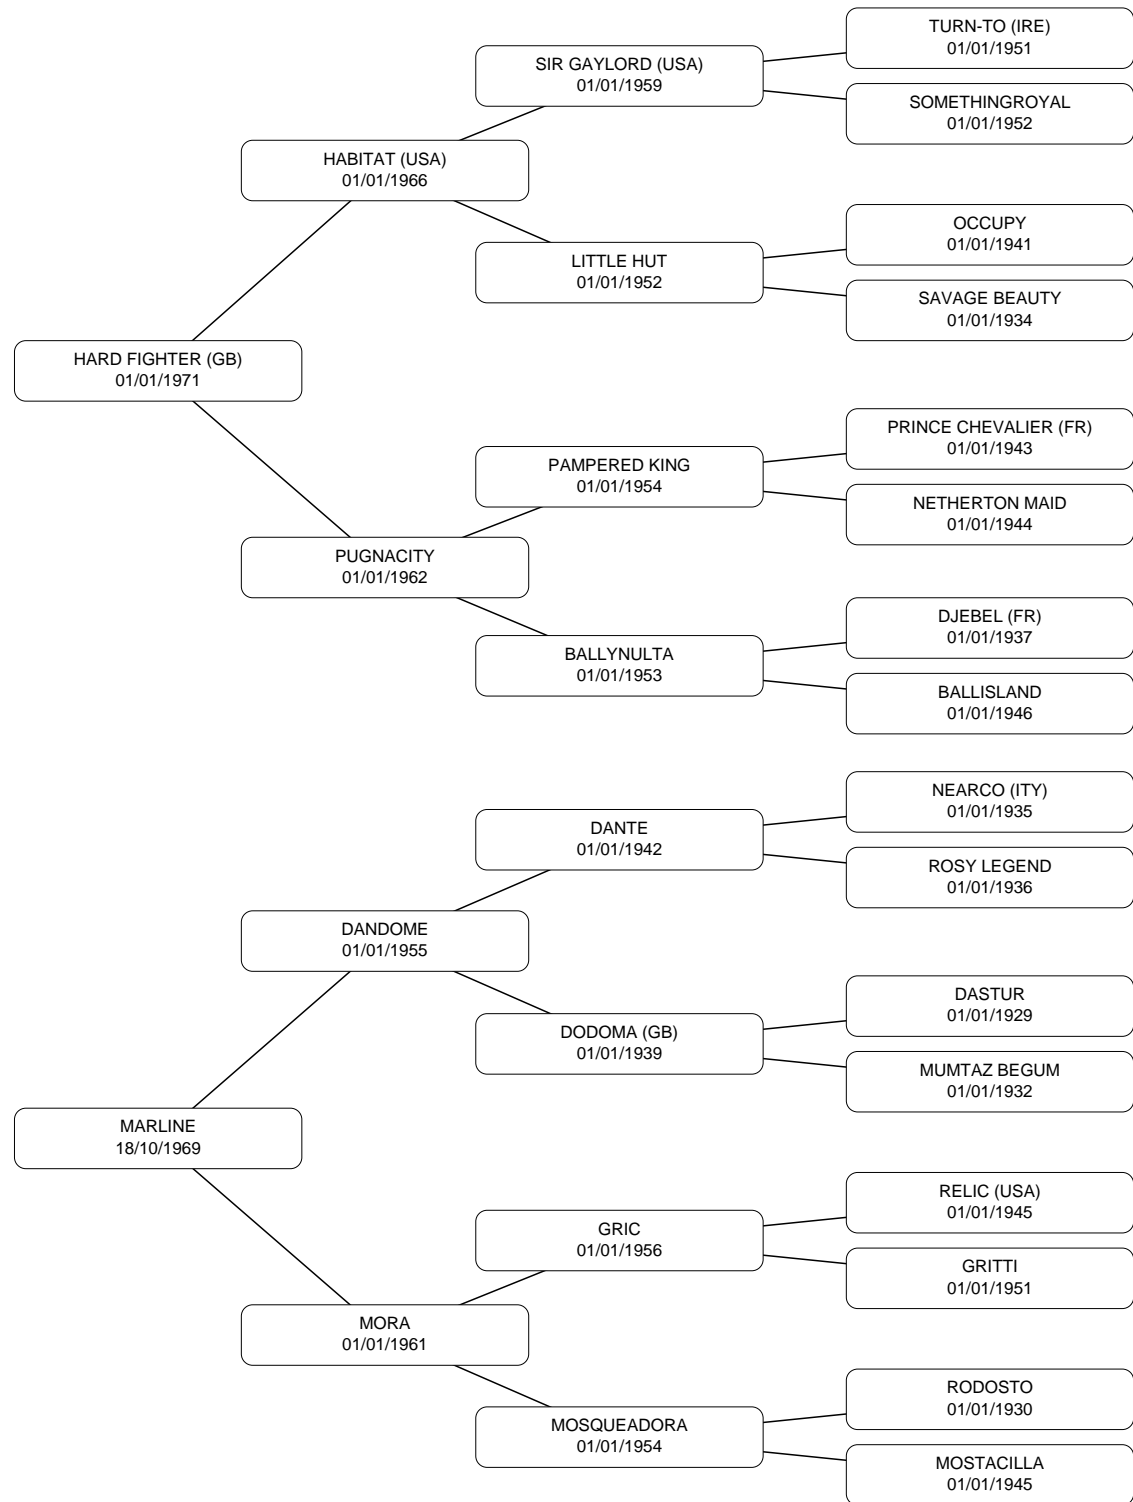 TURN-TO (IRE)
01/01/1951
SIR GAYLORD (USA)
01/01/1959
SOMETHINGROYAL
01/01/1952
HABITAT (USA)
01/01/1966
OCCUPY
01/01/1941
LITTLE HUT
01/01/1952
SAVAGE BEAUTY
01/01/1934
HARD FIGHTER (GB)
01/01/1971
PRINCE CHEVALIER (FR)
01/01/1943
PAMPERED KING
01/01/1954
NETHERTON MAID
01/01/1944
PUGNACITY
01/01/1962
DJEBEL (FR)
01/01/1937
BALLYNULTA
01/01/1953
BALLISLAND
01/01/1946
NEARCO (ITY)
01/01/1935
DANTE
01/01/1942
ROSY LEGEND
01/01/1936
DANDOME
01/01/1955
DASTUR
01/01/1929
DODOMA (GB)
01/01/1939
MUMTAZ BEGUM
01/01/1932
MARLINE
18/10/1969
RELIC (USA)
01/01/1945
GRIC
01/01/1956
GRITTI
01/01/1951
MORA
01/01/1961
RODOSTO
01/01/1930
MOSQUEADORA
01/01/1954
MOSTACILLA
01/01/1945